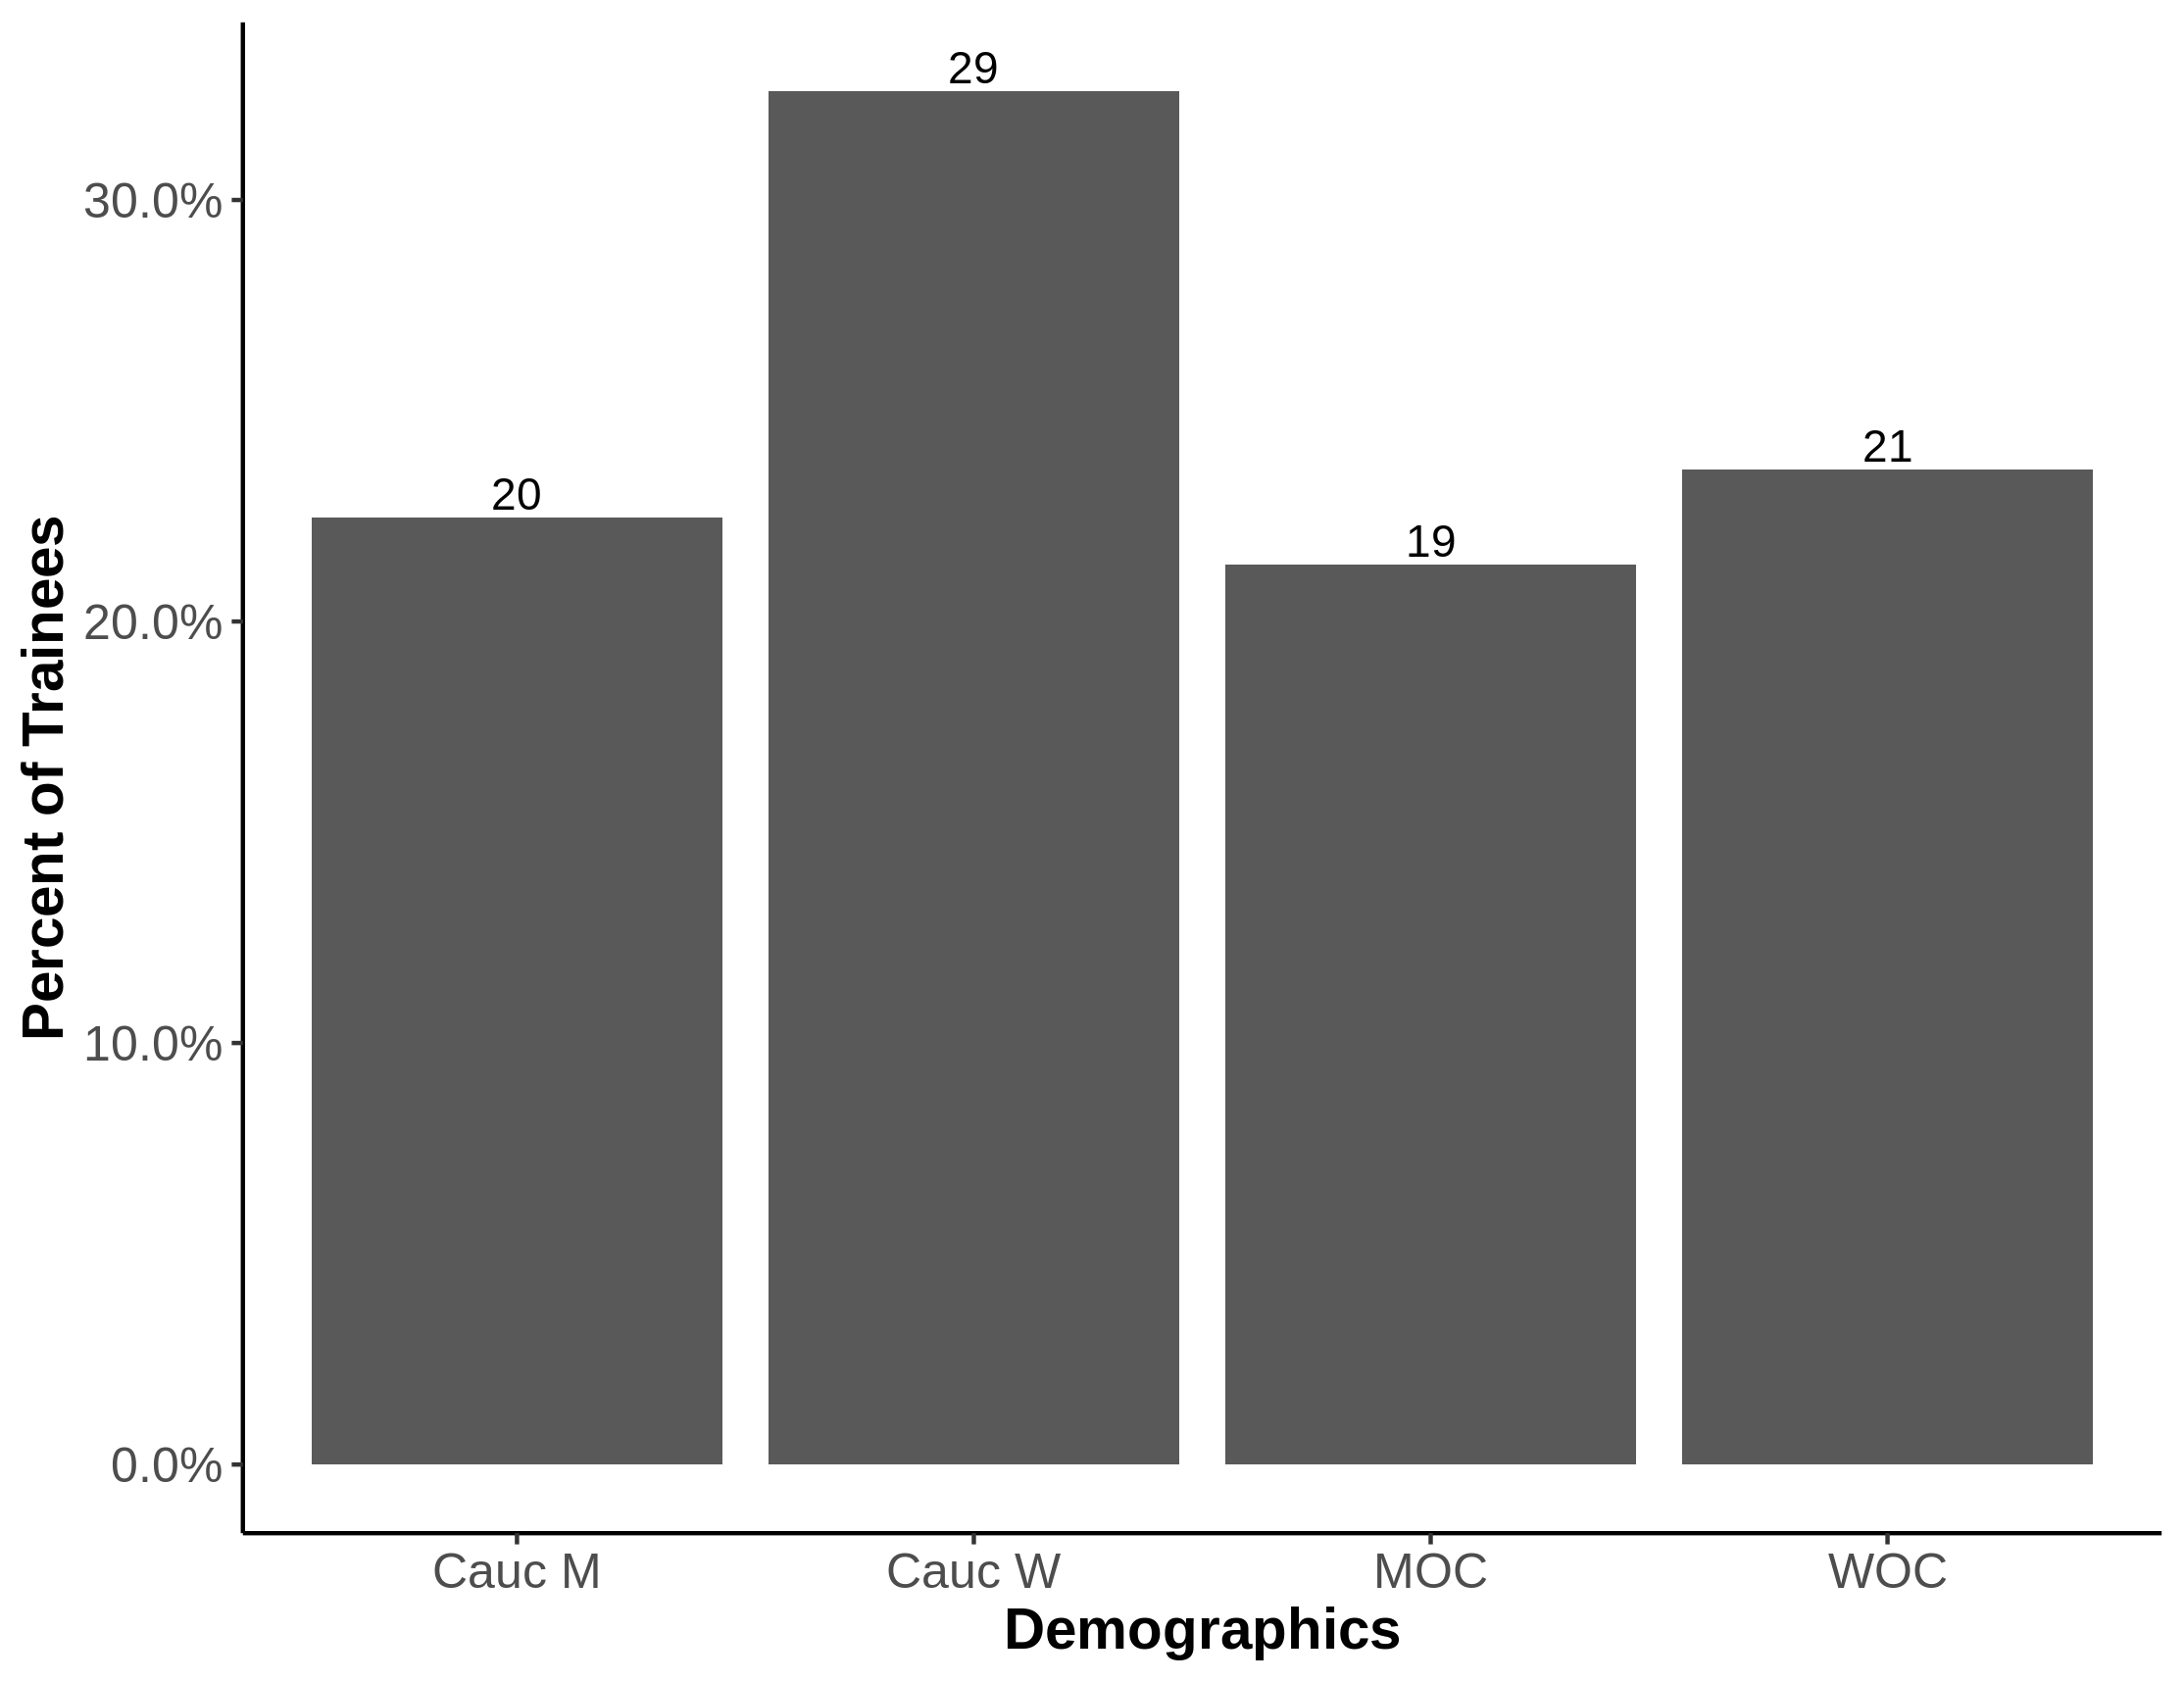 29
30.0%
21
20
Percent of Trainees
19
20.0%
10.0%
0.0%
Cauc M
Cauc W
MOC
WOC
Demographics